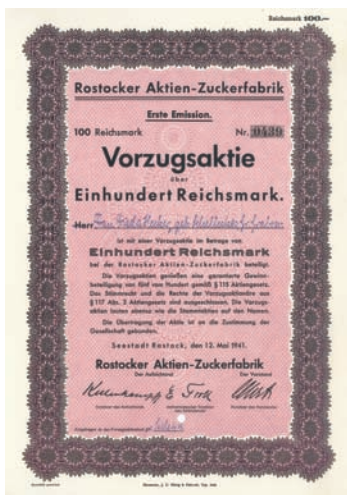 Reichsmark 100.—
Rostocker Aktien-Zuckerfabrik
Erste Emission.
100 Reichsmark Nr. 0439
Vorzugsaktie
über
Einhundert Reichsmark.
Herr
ist mit einer Vorzugsaktie im Betrage von
Einhundert Reichsmark
bei der Rostocker Aktien-Zuckerfabrik beteiligt.
Die Vorzugsaktien genießen eine garantierte Gewinn-
beteiligung von fünf vom Hundert gemäß § 115 Aktiengesetz.
Das Stimmrecht und die Rechte der Vorzugsaktionäre aus
§ 117 Abs. 2 Aktiengesetz sind ausgeschlossen. Die Vorzugs-
aktien lauten ebenso wie die Stammaktien auf den Namen.
Die Übertragung der Aktie ist an die Zustimmung der
Gesellschaft gebunden.
Seestadt Rostock, den 13. Mai 1941.
Rostocker Aktien-Zuckerfabrik
Der Aufsichtsrat Der Vorstand